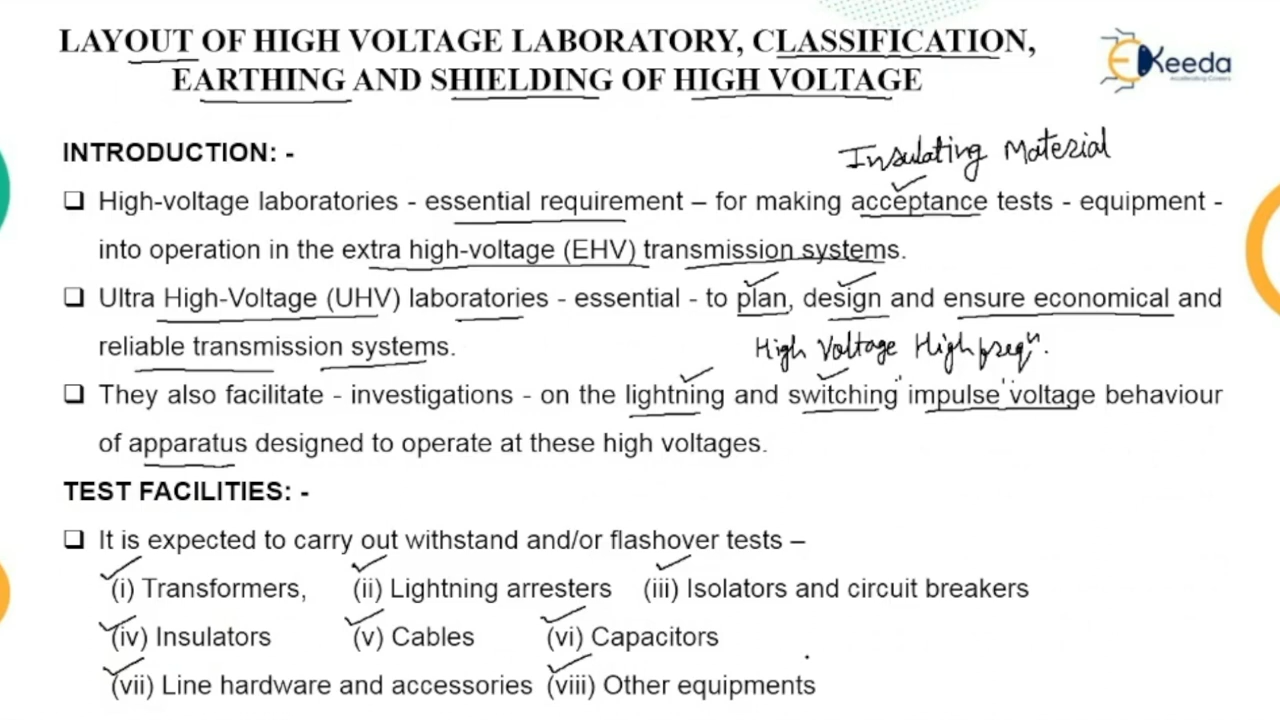 LAYOUT OF HIGH VOLTAGE LABORATORY, CLASSIFICATION,
EARTHING AND SHIELDING OF HIGH VOLTAGE
EKeeda
INTRODUCTION: -
Insulating Material
❑ High-voltage laboratories - essential requirement – for making acceptance tests - equipment -
into operation in the extra high-voltage (EHV) transmission systems.
❑ Ultra High-Voltage (UHV) laboratories - essential - to plan, design and ensure economical and
reliable transmission systems.
High Voltage High freqⁿ.
❑ They also facilitate - investigations - on the lightning and switching "impulse" voltage behaviour
of apparatus designed to operate at these high voltages.
TEST FACILITIES: -
❑ It is expected to carry out withstand and/or flashover tests –
(i) Transformers, (ii) Lightning arresters (iii) Isolators and circuit breakers
(iv) Insulators (v) Cables (vi) Capacitors
(vii) Line hardware and accessories (viii) Other equipments